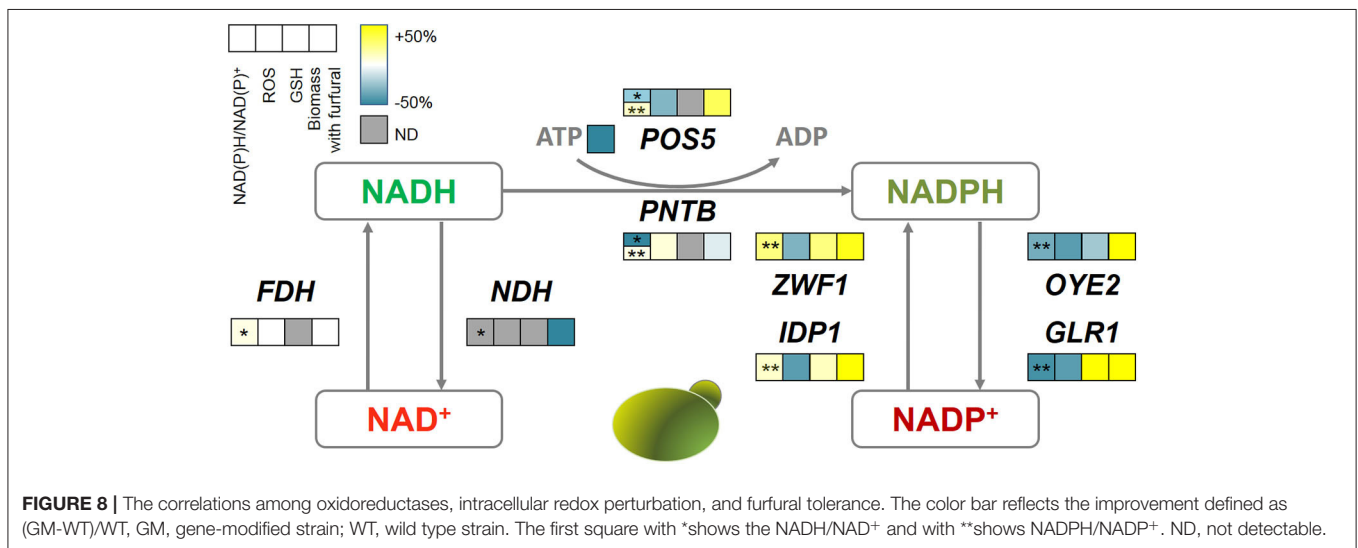 NAD(P)H/NAD(P)+
ROS
GSH
Biomass
with furfural
+50%
-50%
ND
*
**
ATP
POS5
ADP
NADH
NADPH
PNTB
*
**
**
ZWF1
**
OYE2
FDH
*
NDH
*
IDP1
**
GLR1
**
NAD+
NADP+
FIGURE 8 | The correlations among oxidoreductases, intracellular redox perturbation, and furfural tolerance. The color bar reflects the improvement defined as
(GM-WT)/WT, GM, gene-modified strain; WT, wild type strain. The first square with *shows the NADH/NAD+ and with **shows NADPH/NADP+. ND, not detectable.